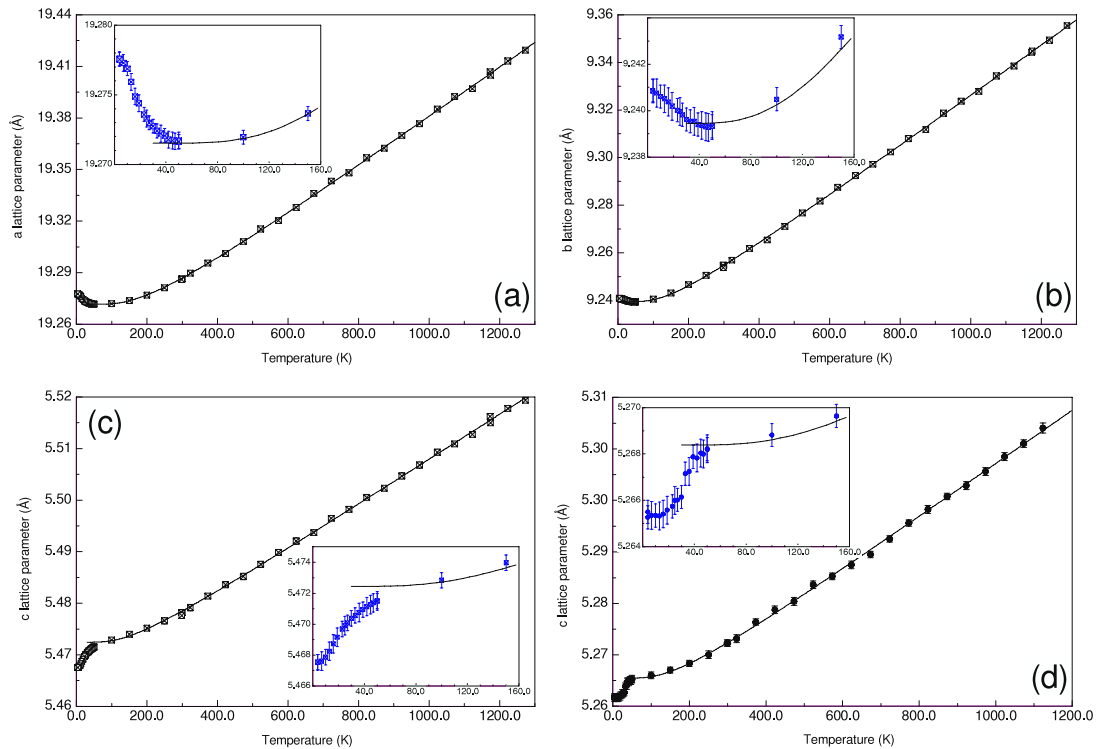 19.44
19.41
19.38
19.35
19.32
19.29
19.26
a lattice parameter (Å)
19.280
19.275
19.270
40.0 80.0 120.0 160.0
(a)
0.0 200.0 400.0 600.0 800.0 1000.0 1200.0
Temperature (K)
9.36
9.34
9.32
9.30
9.28
9.26
9.24
b lattice parameter (Å)
9.242
9.240
9.238
40.0 80.0 120.0 160.0
(b)
0.0 200.0 400.0 600.0 800.0 1000.0 1200.0
Temperature (K)
(c)
5.52
5.51
5.50
5.49
5.48
5.47
5.46
c lattice parameter (Å)
5.474
5.472
5.470
5.468
5.466
40.0 80.0 120.0 160.0
0.0 200.0 400.0 600.0 800.0 1000.0 1200.0
Temperature (K)
5.31
5.30
5.29
5.28
5.27
5.26
c lattice parameter (Å)
5.270
5.268
5.266
5.264
40.0 80.0 120.0 160.0
(d)
0.0 200.0 400.0 600.0 800.0 1000.0 1200.0
Temperature (K)